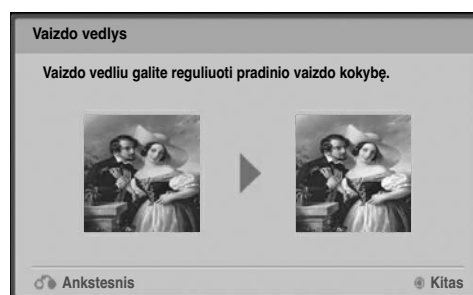 Vaizdo vedlys
Vaizdo vedliu galite reguliuoti pradinio vaizdo kokybę.
Ankstesnis
Kitas